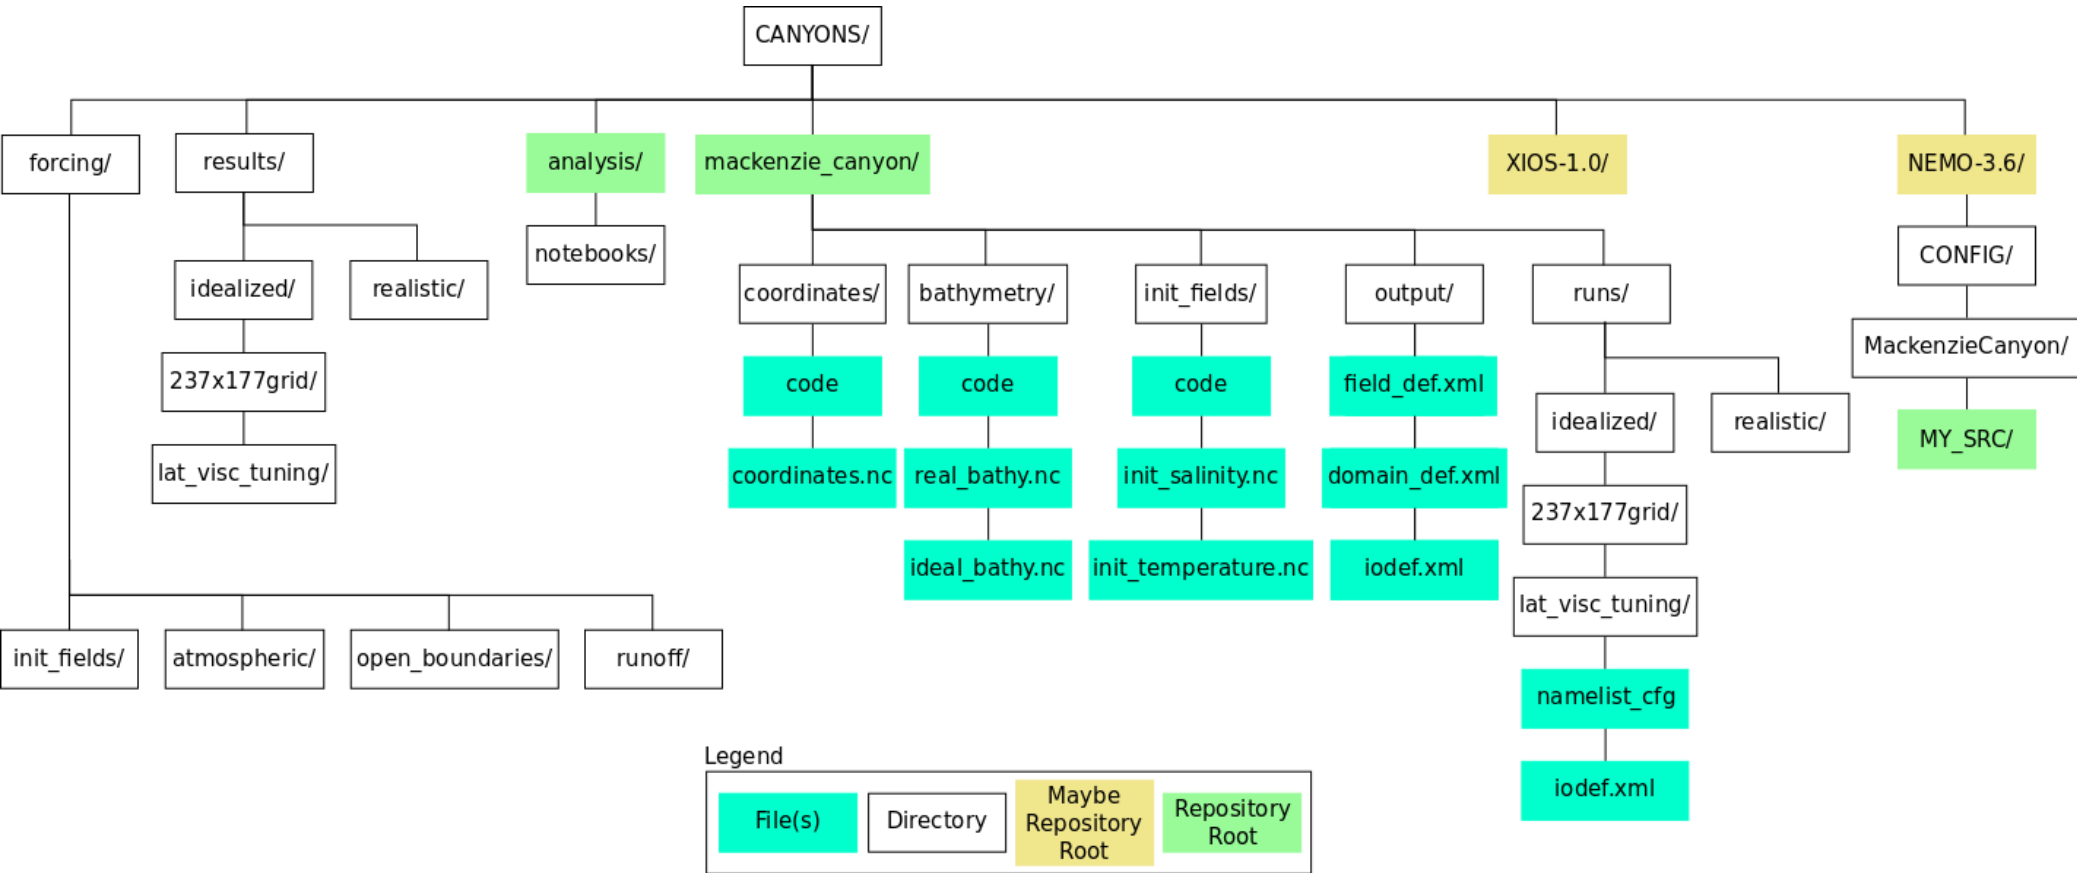 CANYONS/
forcing/
results/
analysis/
mackenzie_canyon/
XIOS-1.0/
NEMO-3.6/
notebooks/
CONFIG/
idealized/
realistic/
coordinates/
bathymetry/
init_fields/
output/
runs/
MackenzieCanyon/
237x177grid/
code
code
code
field_def.xml
idealized/
realistic/
MY_SRC/
lat_visc_tuning/
coordinates.nc
real_bathy.nc
init_salinity.nc
domain_def.xml
237x177grid/
ideal_bathy.nc
init_temperature.nc
iodef.xml
lat_visc_tuning/
init_fields/
atmospheric/
open_boundaries/
runoff/
namelist_cfg
iodef.xml
Legend
File(s)
Directory
Maybe
Repository
Root
Repository
Root